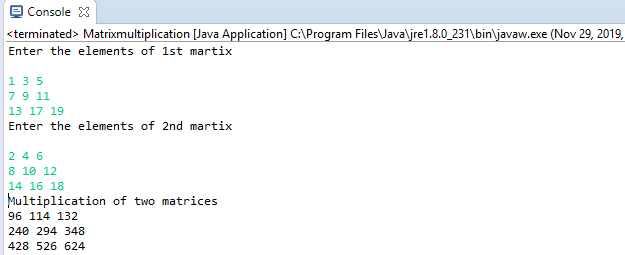 Console
<terminated> Matrixmultiplication [Java Application] C:\Program Files\Java\jre1.8.0_231\bin\javaw.exe (Nov 29, 2019,
Enter the elements of 1st martix
1 3 5
7 9 11
13 17 19
Enter the elements of 2nd martix
2 4 6
8 10 12
14 16 18
Multiplication of two matrices
96 114 132
240 294 348
428 526 624